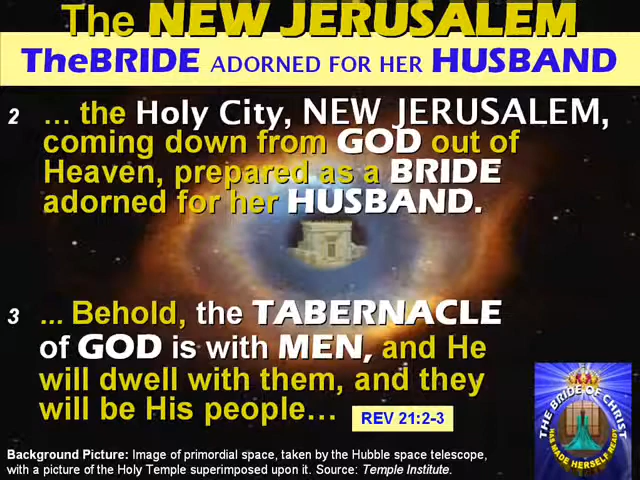 The NEW JERUSALEM
TheBRIDE ADORNED FOR HER HUSBAND
2 ... the Holy City, NEW JERUSALEM,
coming down from GOD out of
Heaven, prepared as a BRIDE
adorned for her HUSBAND.
3 ... Behold, the TABERNACLE
of GOD is with MEN, and He
will dwell with them, and they
will be His people…
REV 21:2-3
THE BRIDE OF CHRIST
HAS MADE HERSELF READY
Background Picture: Image of primordial space, taken by the Hubble space telescope,
with a picture of the Holy Temple superimposed upon it. Source: Temple Institute.